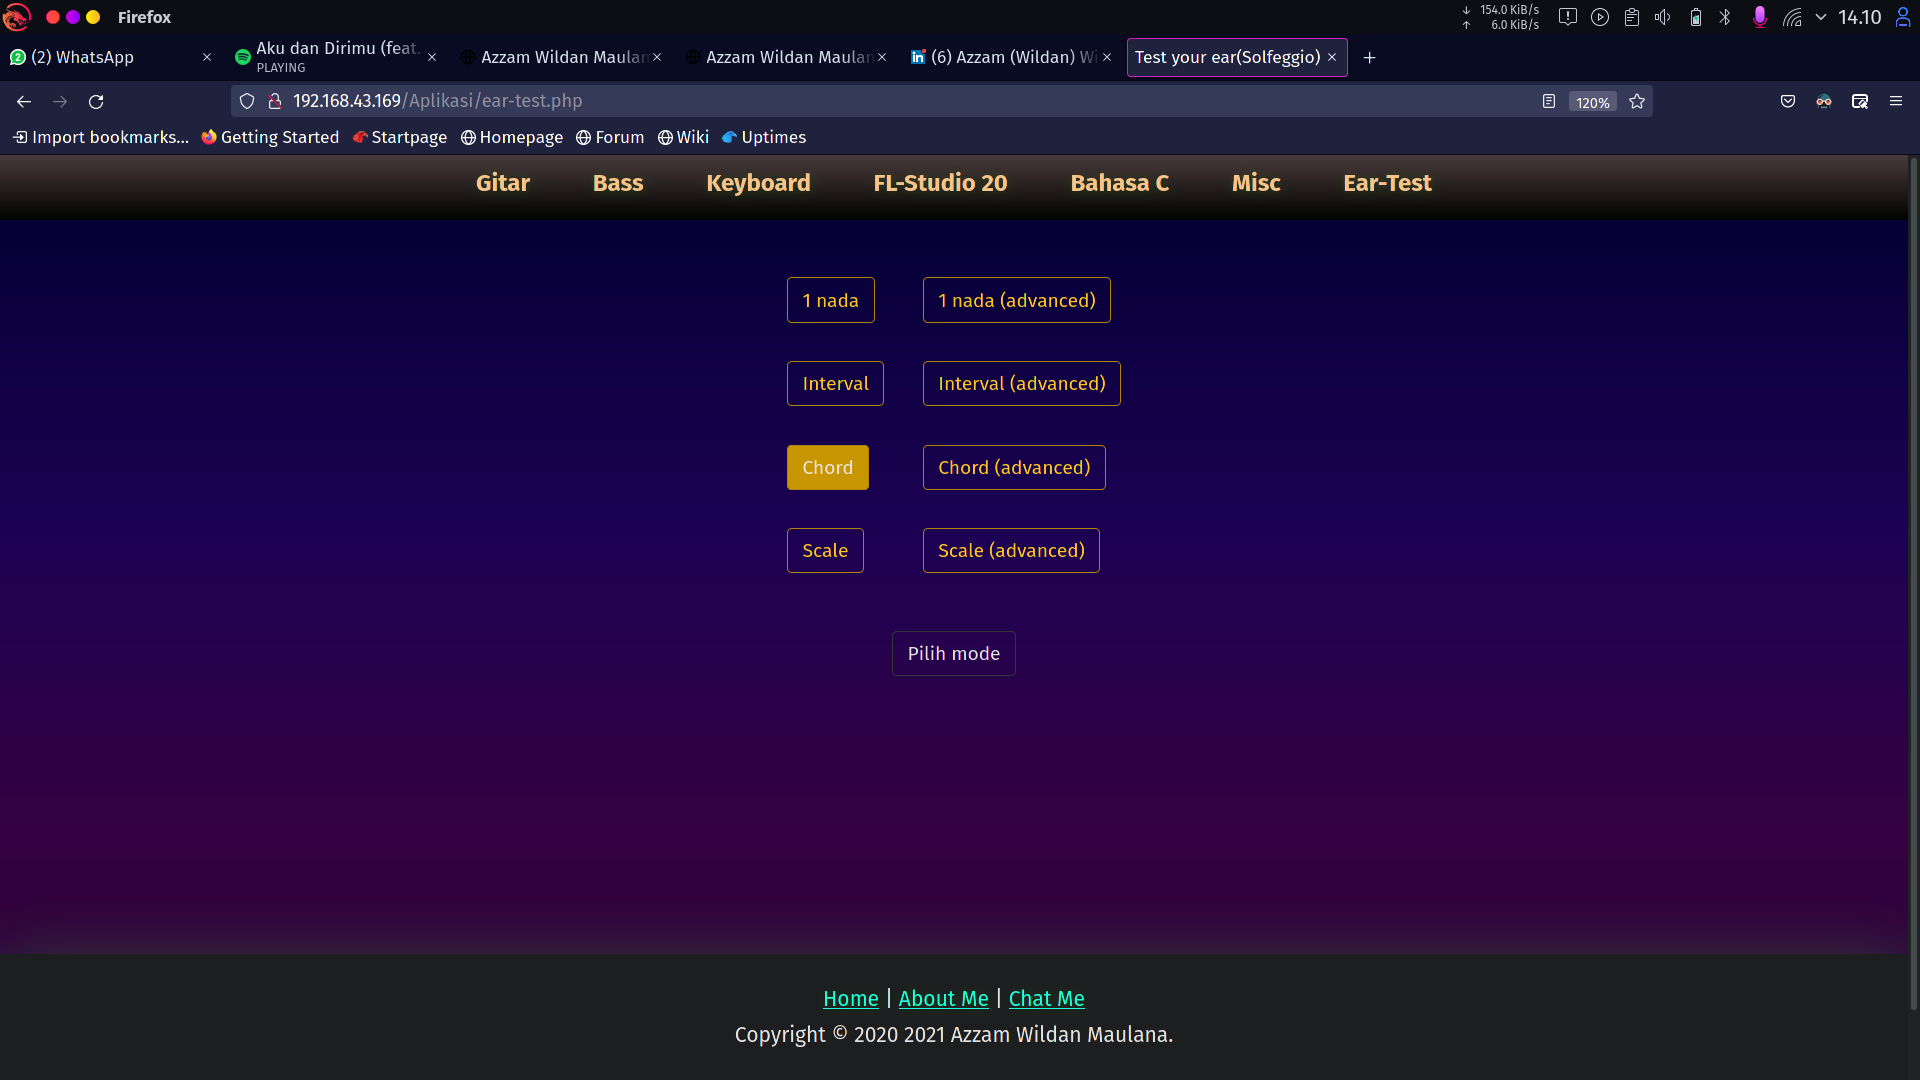 Firefox
154.0 KiB/s
6.0 KiB/s
14.10
(2) WhatsApp
Aku dan Dirimu (feat.
PLAYING
Azzam Wildan Maulan
Azzam Wildan Maulan
(6) Azzam (Wildan) Wi
Test your ear(Solfeggio)
192.168.43.169/Aplikasi/ear-test.php
120%
Import bookmarks...
Getting Started
Startpage
Homepage
Forum
Wiki
Uptimes
Gitar
Bass
Keyboard
FL-Studio 20
Bahasa C
Misc
Ear-Test
1 nada
1 nada (advanced)
Interval
Interval (advanced)
Chord
Chord (advanced)
Scale
Scale (advanced)
Pilih mode
Home | About Me | Chat Me
Copyright © 2020 2021 Azzam Wildan Maulana.